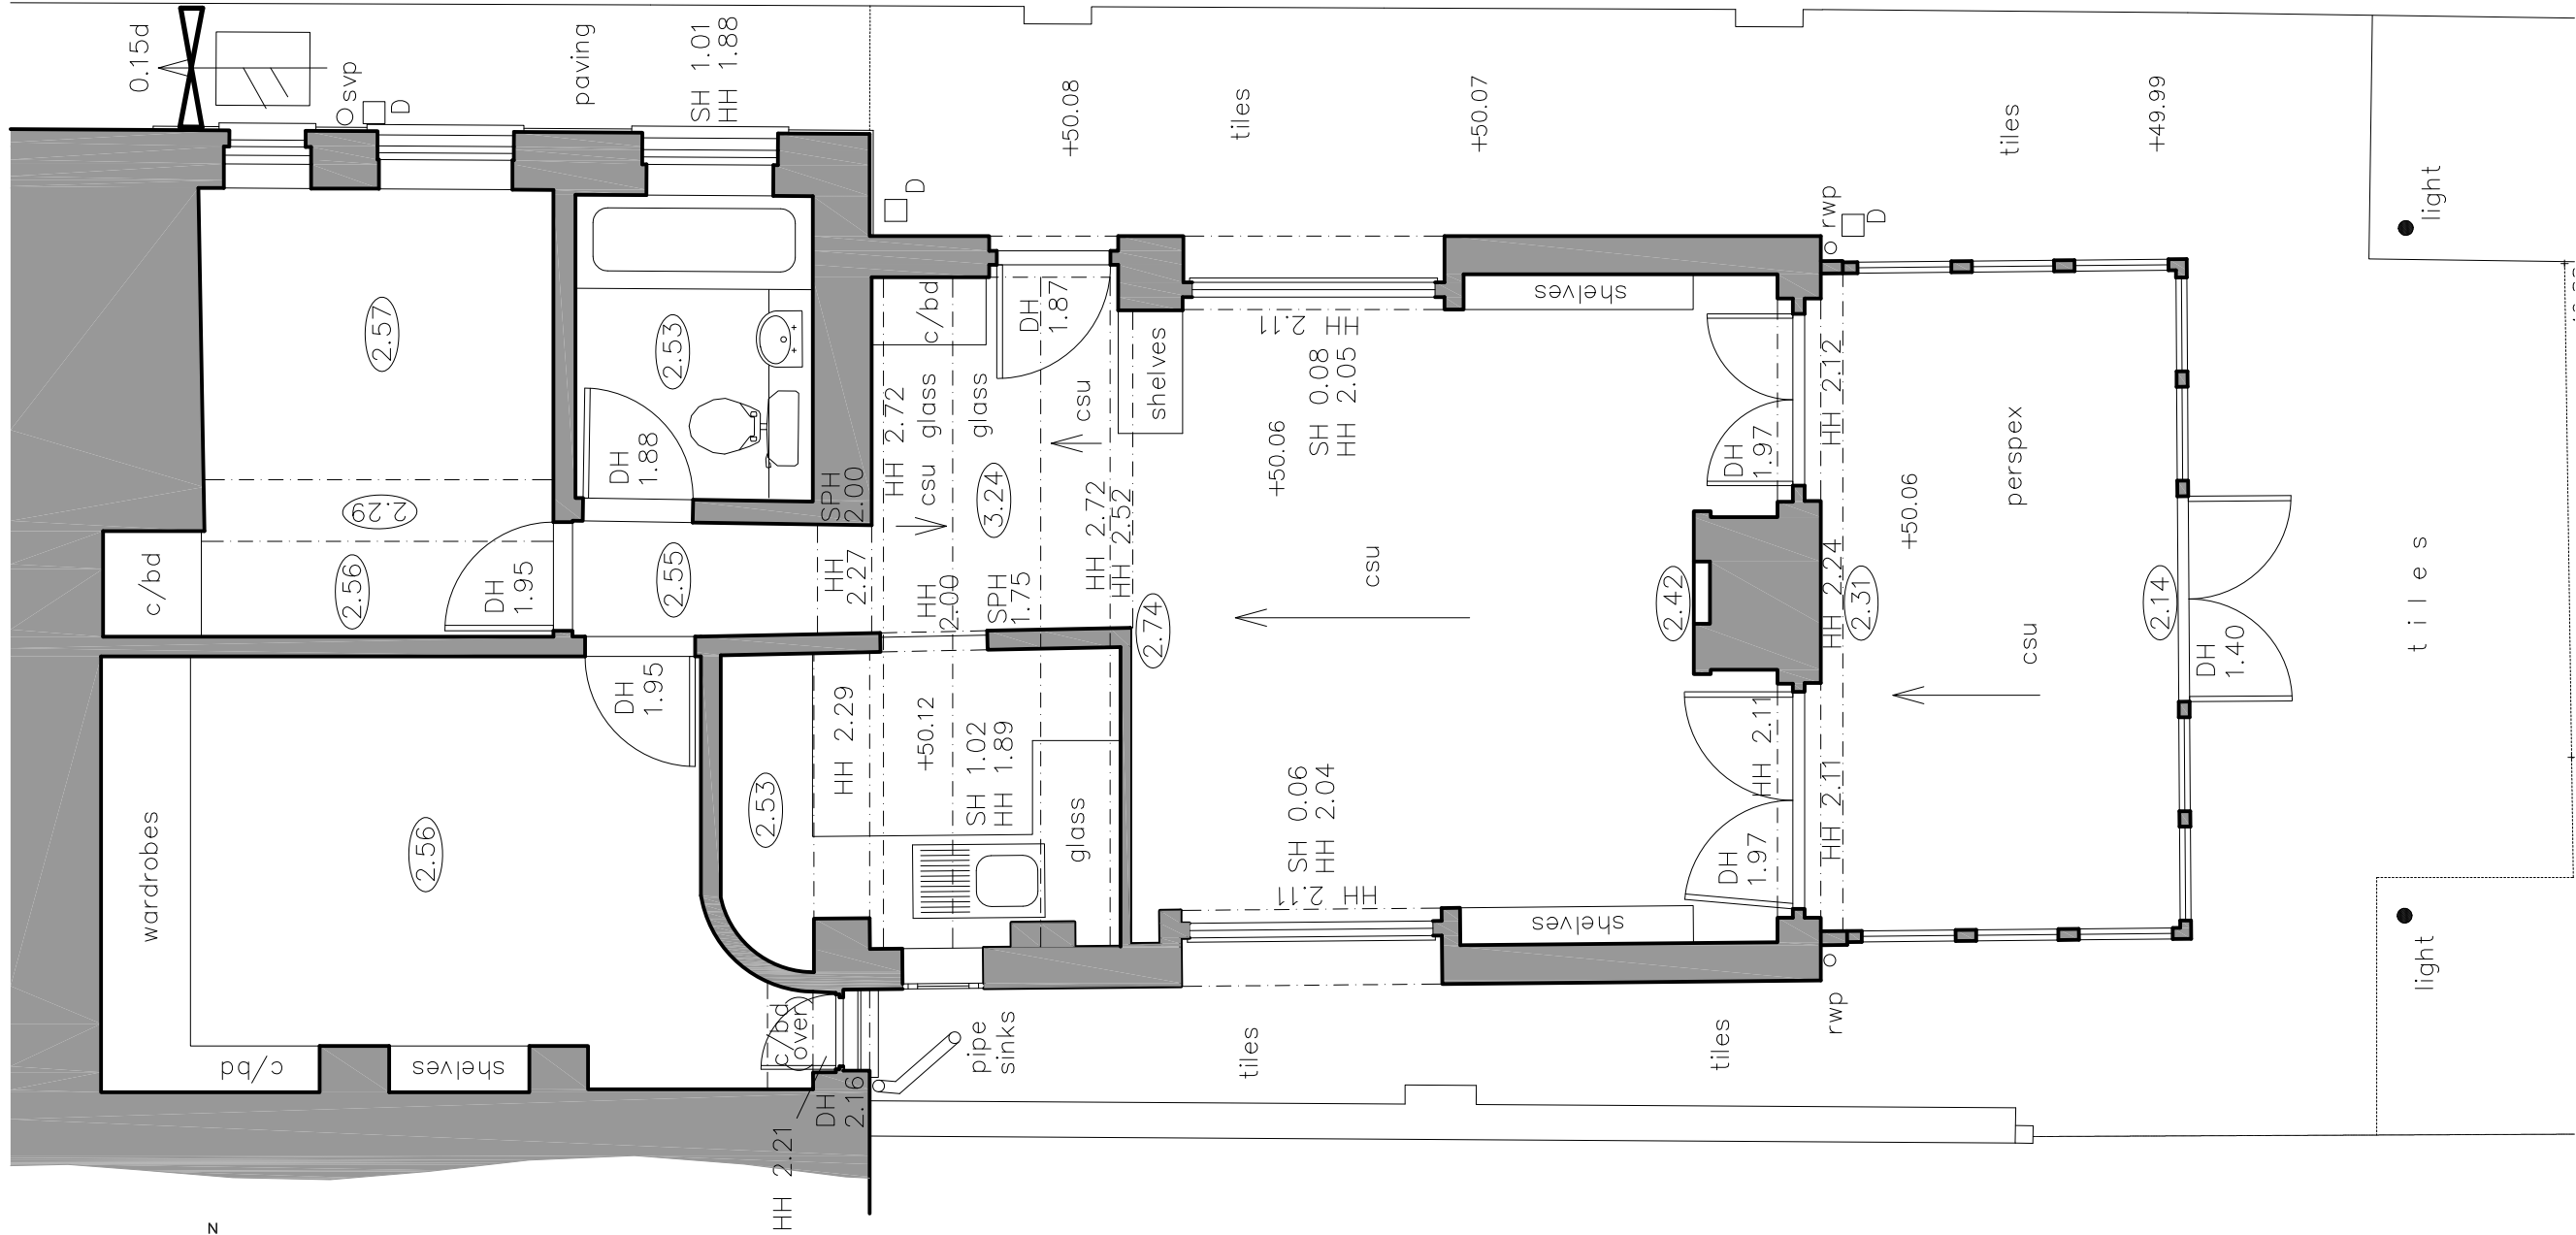 0.15d
svp
D
paving
SH 1.01
HH 1.88
+50.08
tiles
+50.07
tiles
+49.99
light
D
rwp
D
2.57
2.53
c/bd
DH
1.87
shelves
HH 2.11
SH 0.08
HH 2.05
shelves
HH 2.72
csu glass
glass
csu
shelves
+50.06
DH
1.97
HH 2.12
perspex
+50.06
DH
1.88
SPH
2.00
2.29
3.24
HH 2.72
HH 2.52
c/bd
2.56
DH
1.95
2.55
HH
2.27
HH
2.00
SPH
1.75
2.74
csu
2.42
HH 2.24
2.31
2.14
tiles
csu
DH
1.40
DH
1.95
HH 2.29
+50.12
SH 1.02
HH 1.89
HH 2.11
HH 2.11
wardrobes
2.56
2.53
glass
SH 0.06
HH 2.04
HH 2.11
DH
1.97
shelves
light
c/bd
shelves
c/bd
over
pipe
sinks
tiles
tiles
rwp
DH
2.16
HH 2.21
N